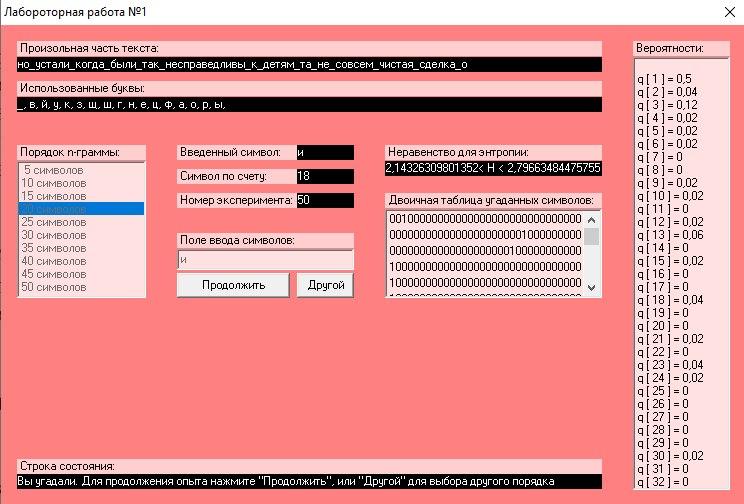 Лабороторная работа №1
Произольная часть текста:
но_устали_когда_были_так_несправедливы_к_детям_та_не_совсем_чистая_сделка_о
Использованные буквы:
_, в, й, у, к, з, щ, ш, г, н, е, ц, ф, а, о, р, ы,
Порядок n-граммы:
5 символов
10 символов
15 символов
20 символов
25 символов
30 символов
35 символов
40 символов
45 символов
50 символов
Введенный символ: и
Символ по счету: 18
Номер эксперимента: 50
Поле ввода символов:
и
Продолжить Другой
Неравенство для энтропии:
2,14326309801352< H < 2,79663484475755
Двоичная таблица угаданных символов:
Строка состояния:
Вы угадали. Для продолжения опыта нажмите "Продолжить", или "Другой" для выбора другого порядка
Вероятности:
q [ 1 ] = 0,5
q [ 2 ] = 0,04
q [ 3 ] = 0,12
q [ 4 ] = 0,02
q [ 5 ] = 0,02
q [ 6 ] = 0,02
q [ 7 ] = 0
q [ 8 ] = 0
q [ 9 ] = 0,02
q [ 10 ] = 0,02
q [ 11 ] = 0
q [ 12 ] = 0,02
q [ 13 ] = 0,06
q [ 14 ] = 0
q [ 15 ] = 0,02
q [ 16 ] = 0
q [ 17 ] = 0
q [ 18 ] = 0,04
q [ 19 ] = 0
q [ 20 ] = 0
q [ 21 ] = 0,02
q [ 22 ] = 0
q [ 23 ] = 0,04
q [ 24 ] = 0,02
q [ 25 ] = 0
q [ 26 ] = 0
q [ 27 ] = 0
q [ 28 ] = 0
q [ 29 ] = 0
q [ 30 ] = 0,02
q [ 31 ] = 0
q [ 32 ] = 0